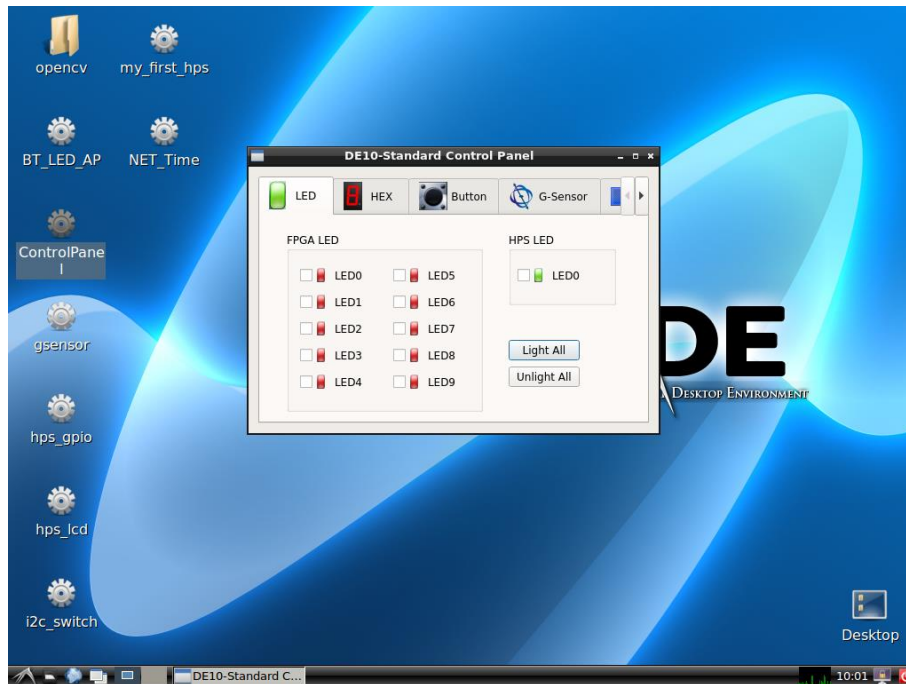 opencv
my_first_hps
BT_LED_AP
NET_Time
ControlPane
l
gsensor
hps_gpio
hps_lcd
i2c_switch
DE10-Standard Control Panel
LED
HEX
Button
G-Sensor
FPGA LED
HPS LED
LED0
LED5
LED0
LED1
LED6
LED2
LED7
LED3
LED8
LED4
LED9
Light All
Unlight All
DE
Desktop Environment
Desktop
DE10-Standard C...
10:01